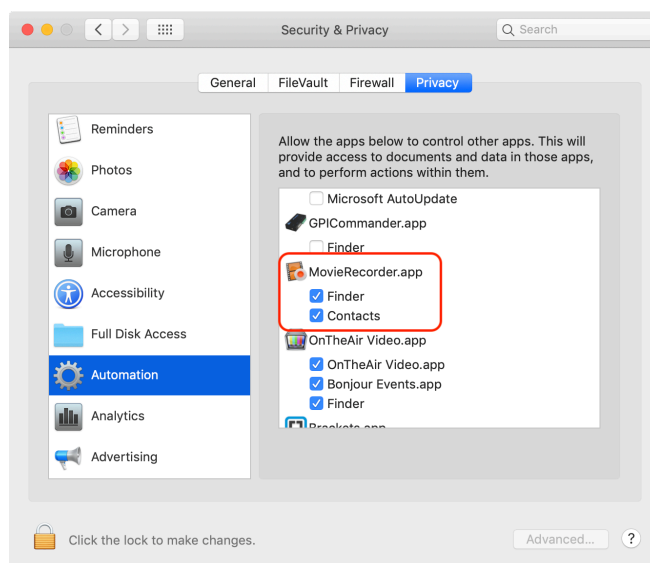 Security & Privacy
Search
General
FileVault
Firewall
Privacy
Reminders
Photos
Camera
Microphone
Accessibility
Full Disk Access
Automation
Analytics
Advertising
Allow the apps below to control other apps. This will
provide access to documents and data in those apps,
and to perform actions within them.
Microsoft AutoUpdate
GPICommander.app
Finder
MovieRecorder.app
Finder
Contacts
OnTheAir Video.app
OnTheAir Video.app
Bonjour Events.app
Finder
Brackets.app
Click the lock to make changes.
Advanced...
?